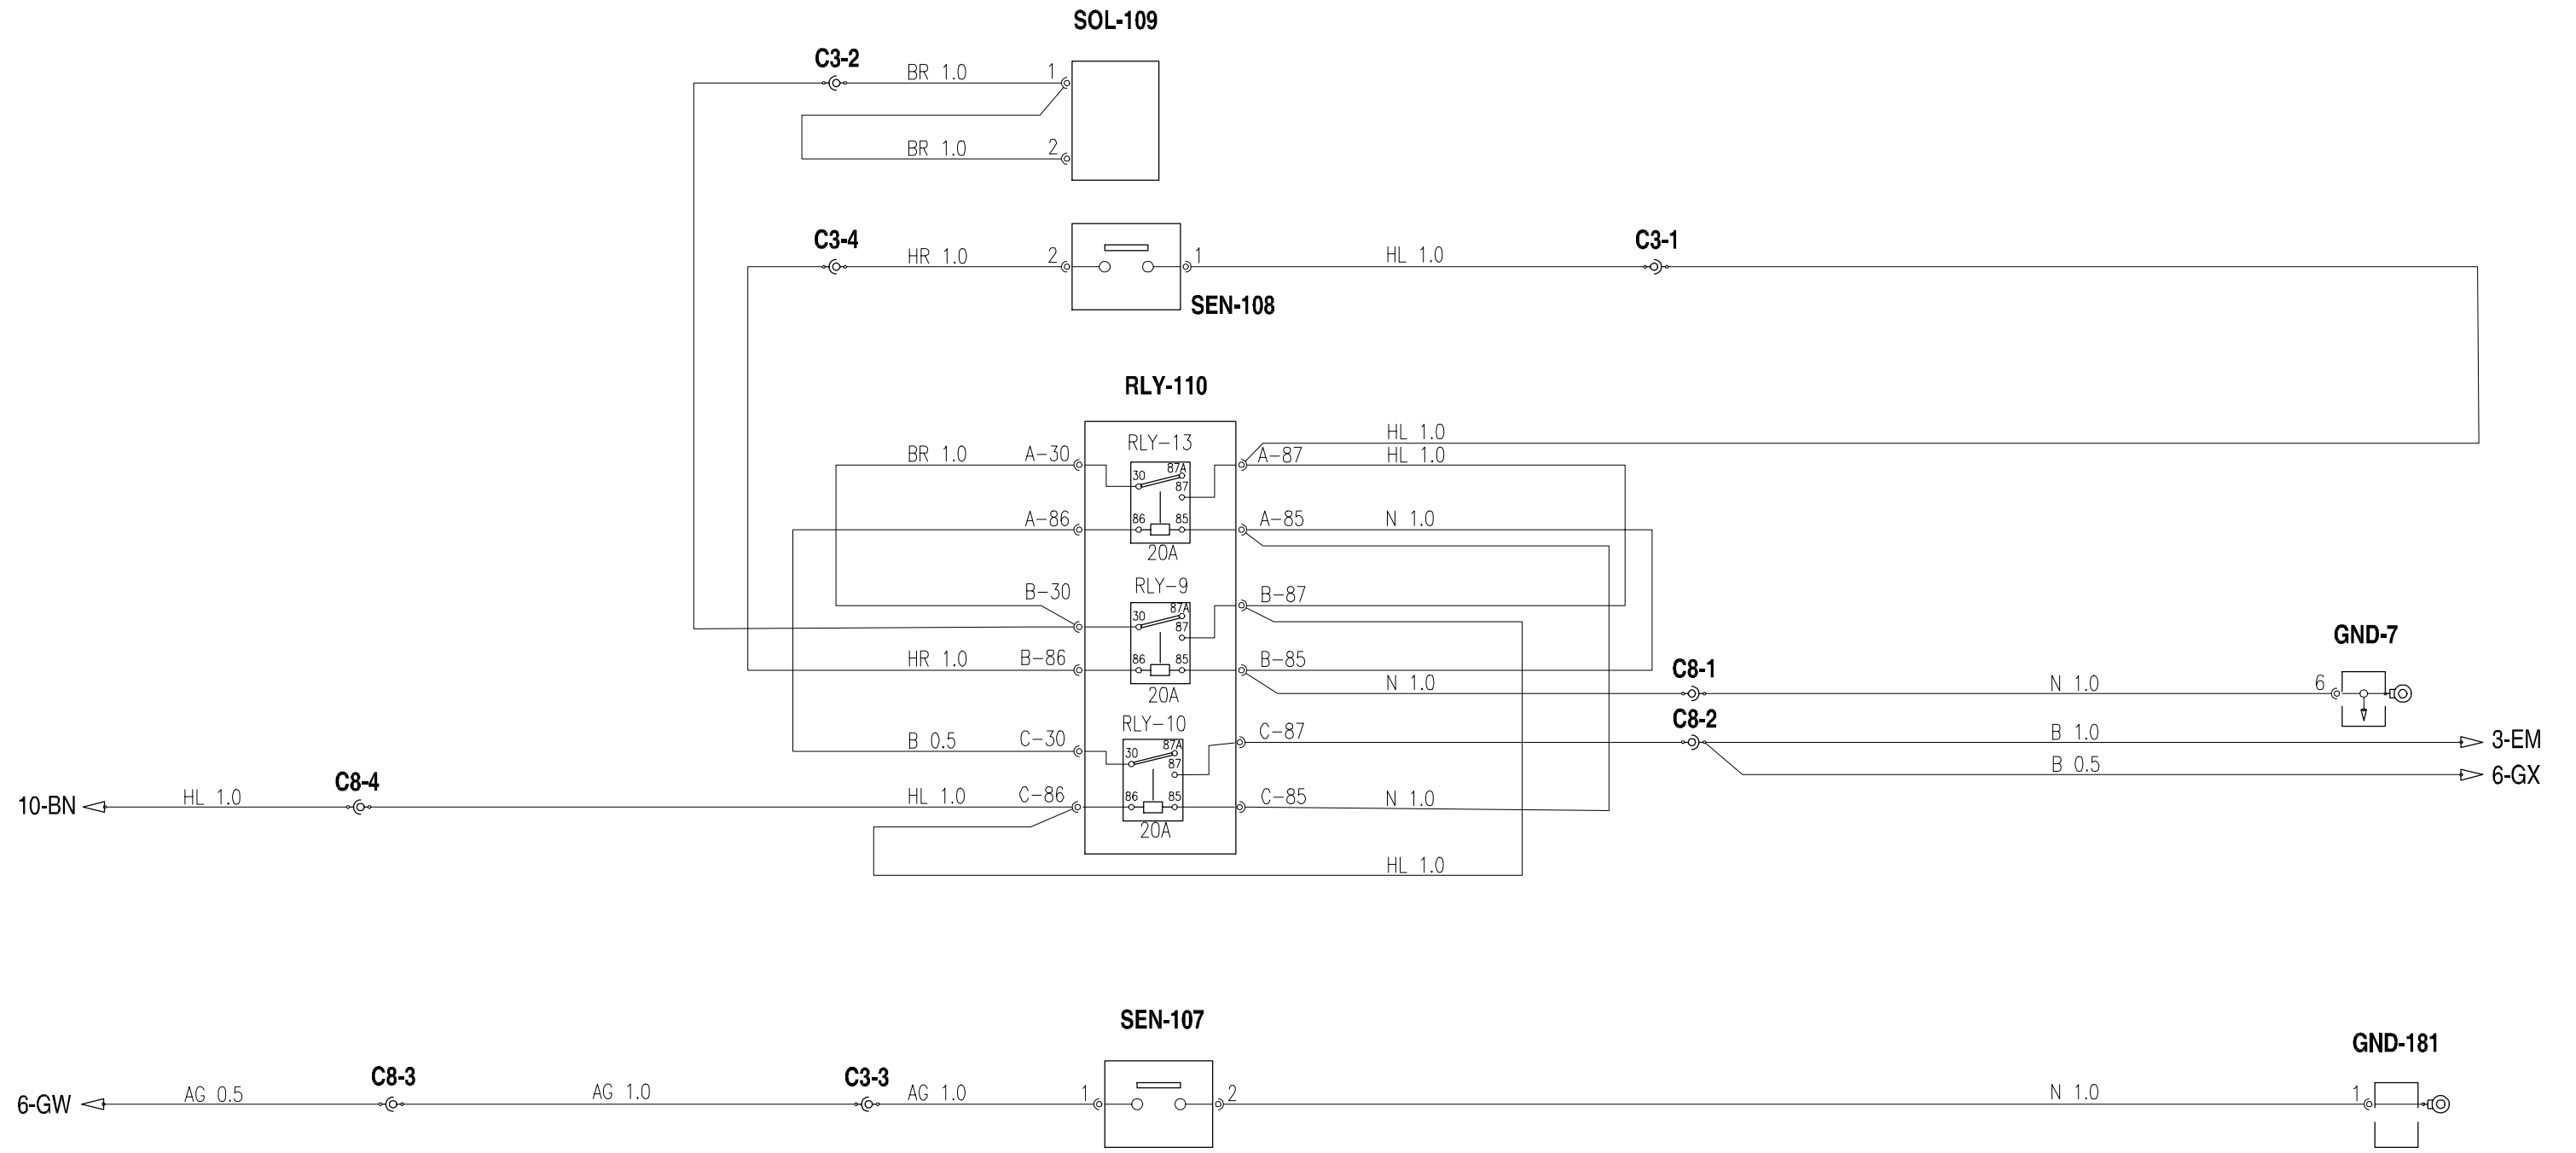 SOL-109
C3-2
BR 1.0
1
BR 1.0
2
C3-4
HR 1.0
2
1
HL 1.0
C3-1
SEN-108
RLY-110
HL 1.0
BR 1.0
A-30
RLY-13
A-87
HL 1.0
30
87A
87
A-86
86
85
A-85
N 1.0
20A
B-30
RLY-9
B-87
30
87A
87
HR 1.0
B-86
86
85
B-85
N 1.0
20A
C8-1
N 1.0
6
GND-7
C8-2
B 0.5
C-30
RLY-10
C-87
B 1.0
3-EM
30
87A
87
B 0.5
6-GX
10-BN
HL 1.0
C8-4
HL 1.0
C-86
86
85
C-85
N 1.0
20A
HL 1.0
SEN-107
GND-181
6-GW
AG 0.5
C8-3
AG 1.0
C3-3
AG 1.0
1
2
N 1.0
1